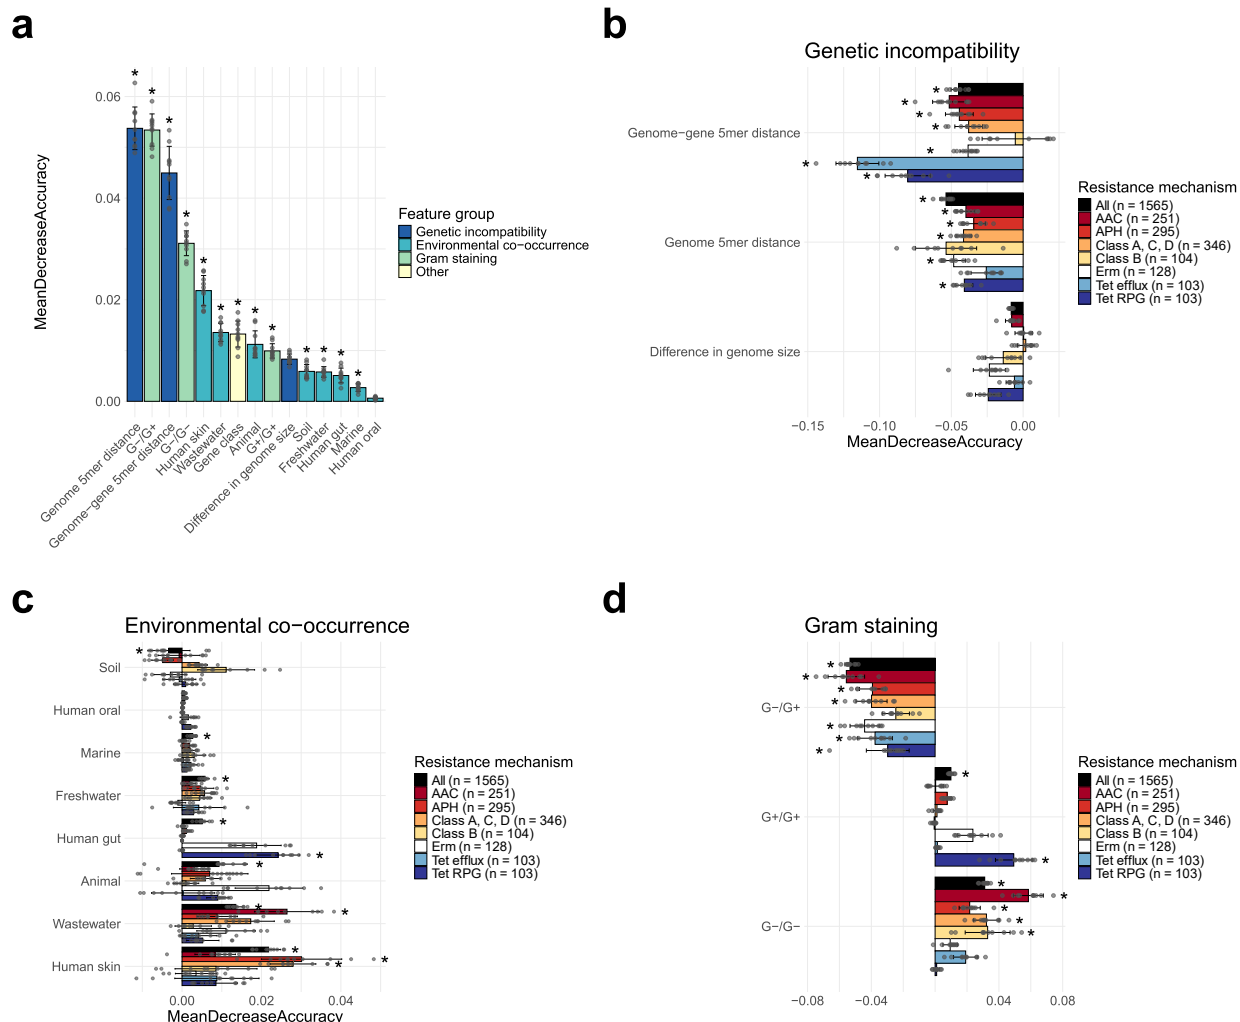 a
MeanDecreaseAccuracy
0.06
0.04
0.02
0.00
Genome 5mer distance
G−/G+
Genome−gene 5mer distance
G−/G−
Human skin
Wastewater
Gene class
Animal
G+/G+
Difference in genome size
Soil
Freshwater
Human gut
Marine
Human oral
Feature group
Genetic incompatibility
Environmental co−occurrence
Gram staining
Other
b
Genetic incompatibility
Genome−gene 5mer distance
Genome 5mer distance
Difference in genome size
−0.15
−0.10
−0.05
0.00
MeanDecreaseAccuracy
Resistance mechanism
All (n = 1565)
AAC (n = 251)
APH (n = 295)
Class A, C, D (n = 346)
Class B (n = 104)
Erm (n = 128)
Tet efflux (n = 103)
Tet RPG (n = 103)
c
Environmental co−occurrence
Soil
Human oral
Marine
Freshwater
Human gut
Animal
Wastewater
Human skin
0.00
0.02
0.04
MeanDecreaseAccuracy
Resistance mechanism
All (n = 1565)
AAC (n = 251)
APH (n = 295)
Class A, C, D (n = 346)
Class B (n = 104)
Erm (n = 128)
Tet efflux (n = 103)
Tet RPG (n = 103)
d
Gram staining
G−/G+
G+/G+
G−/G−
−0.08
−0.04
0.04
0.08
Resistance mechanism
All (n = 1565)
AAC (n = 251)
APH (n = 295)
Class A, C, D (n = 346)
Class B (n = 104)
Erm (n = 128)
Tet efflux (n = 103)
Tet RPG (n = 103)